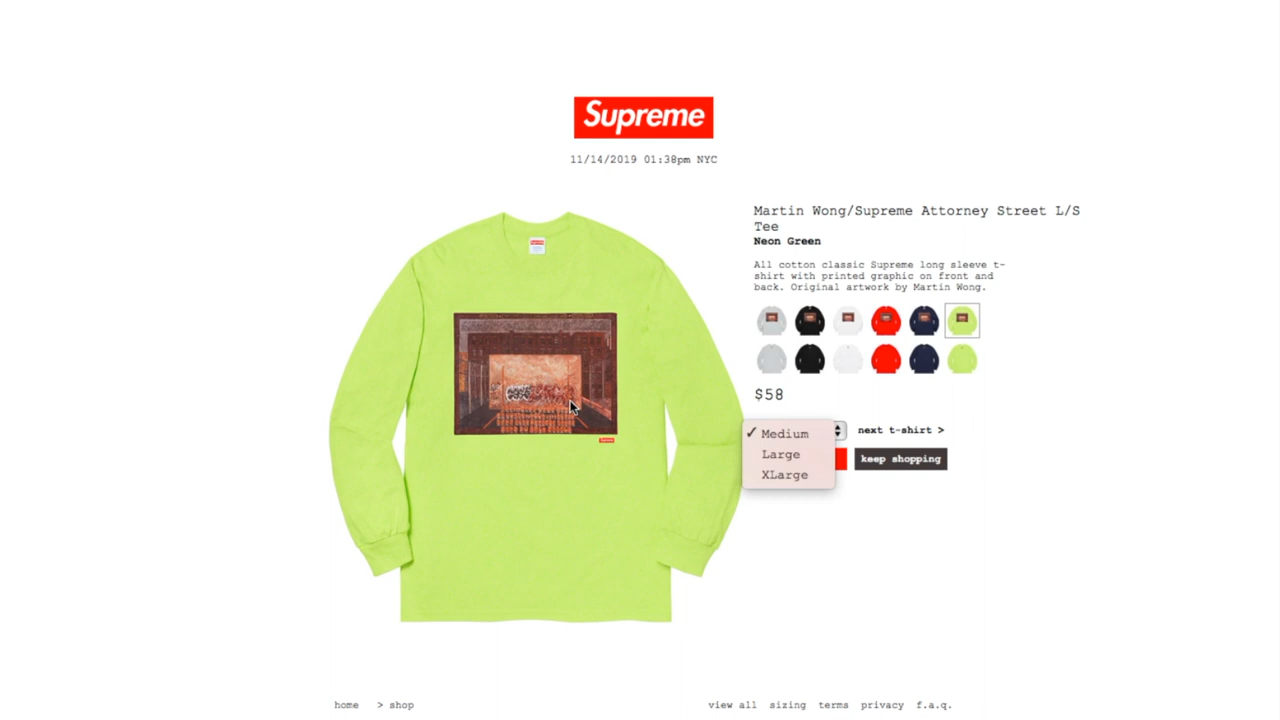 Supreme
11/14/2019 01:38pm NYC
Martin Wong/Supreme Attorney Street L/S
Tee
Neon Green
All cotton classic Supreme long sleeve t-
shirt with printed graphic on front and
back. Original artwork by Martin Wong.
$58
✓ Medium
Large
XLarge
next t-shirt >
keep shopping
home > shop
view all sizing terms privacy f.a.q.